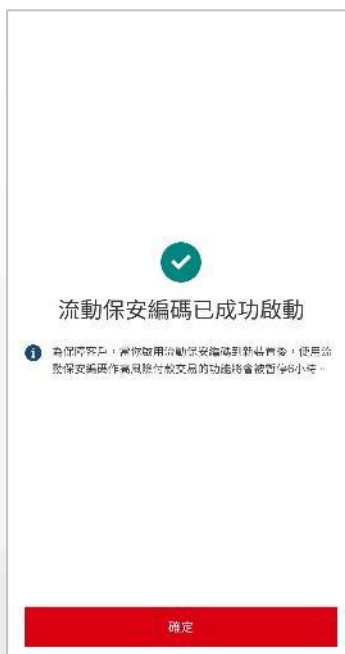 流動保安編碼已成功啟動
為保障客戶，當你啟用流動保安編碼到新裝置後，使用流
動保安編碼作高風險付款交易的功能將會被暫停6小時。
確定